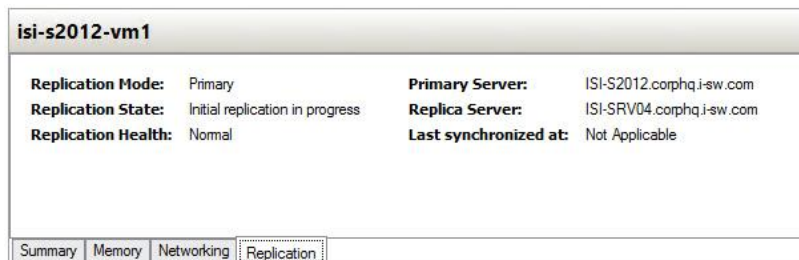 isi-s2012-vm1
Replication Mode: Primary Primary Server: ISI-S2012.corphq.i-sw.com
Replication State: Initial replication in progress Replica Server: ISI-SRV04.corphq.i-sw.com
Replication Health: Normal Last synchronized at: Not Applicable
Summary Memory Networking Replication